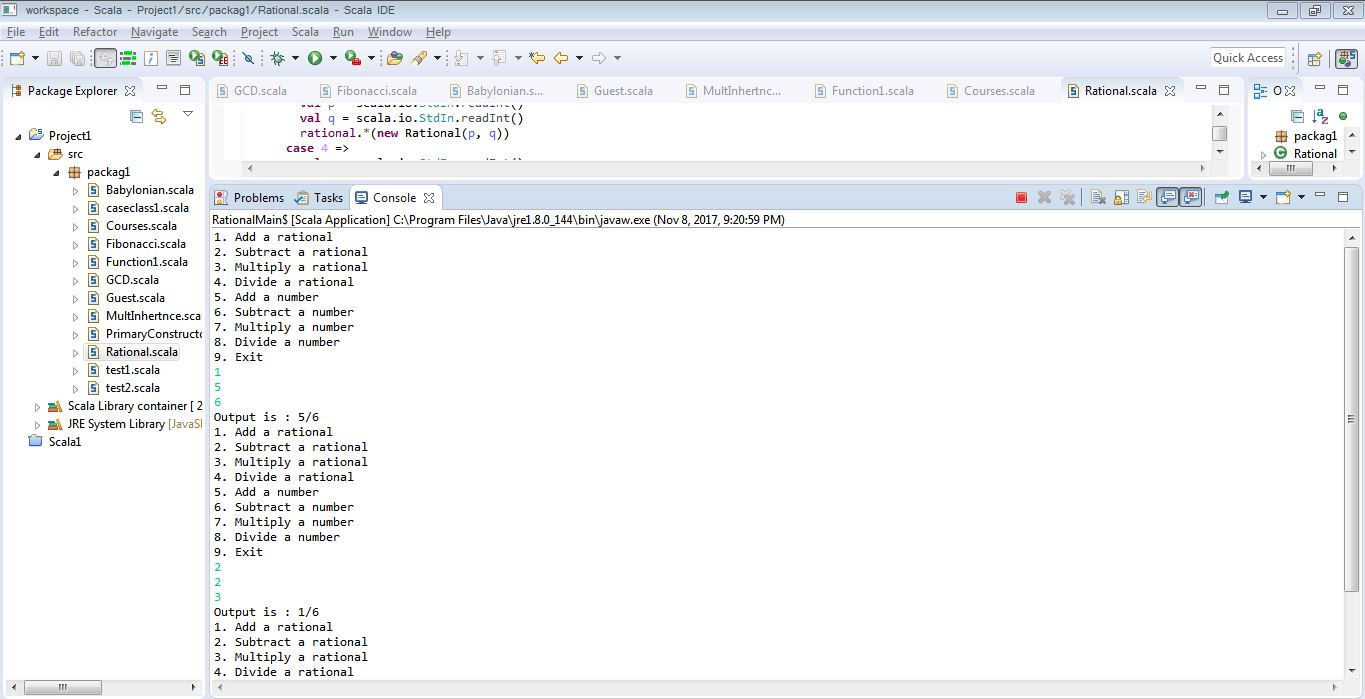 workspace - Scala - Project1/src/packag1/Rational.scala - Scala IDE
File Edit Refactor Navigate Search Project Scala Run Window Help
Quick Access
Package Explorer
Project1
src
packag1
Babylonian.scala
caseclass1.scala
Courses.scala
Fibonacci.scala
Function1.scala
GCD.scala
Guest.scala
MultInhertnce.sca
PrimaryConstructo
Rational.scala
test1.scala
test2.scala
Scala Library container [ 2
JRE System Library [JavaS
Scala1
GCD.scala Fibonacci.scala Babylonian.s... Guest.scala MultInhertnc... Function1.scala Courses.scala Rational.scala
val p = scala.io.StdIn.readInt()
val q = scala.io.StdIn.readInt()
rational.*(new Rational(p, q))
case 4 =>
O
packag1
Rational
Problems Tasks Console
RationalMain$ [Scala Application] C:\Program Files\Java\jre1.8.0_144\bin\javaw.exe (Nov 8, 2017, 9:20:59 PM)
1. Add a rational
2. Subtract a rational
3. Multiply a rational
4. Divide a rational
5. Add a number
6. Subtract a number
7. Multiply a number
8. Divide a number
9. Exit
1
5
6
Output is : 5/6
1. Add a rational
2. Subtract a rational
3. Multiply a rational
4. Divide a rational
5. Add a number
6. Subtract a number
7. Multiply a number
8. Divide a number
9. Exit
2
2
3
Output is : 1/6
1. Add a rational
2. Subtract a rational
3. Multiply a rational
4. Divide a rational